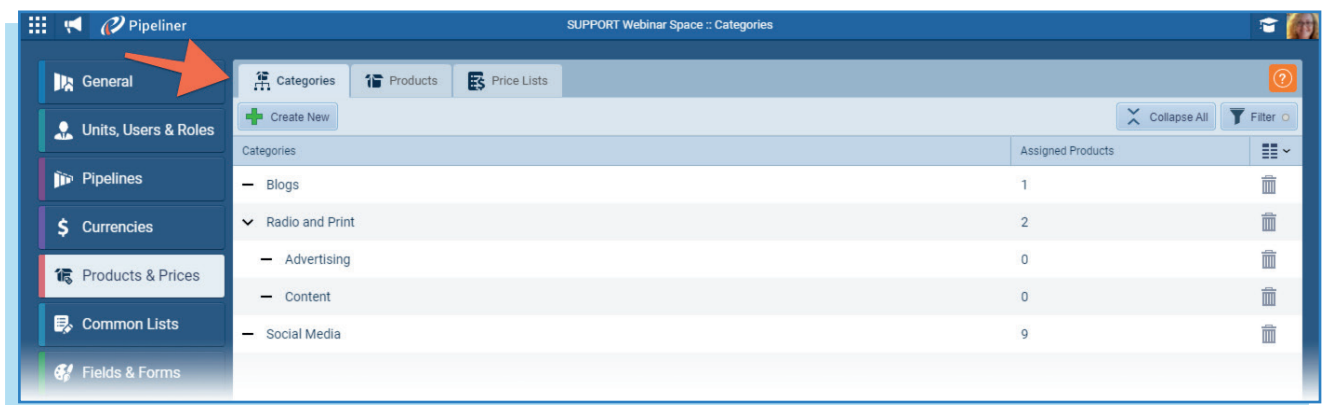 Pipeliner
SUPPORT Webinar Space :: Categories
General
Units, Users & Roles
Pipelines
$ Currencies
Products & Prices
Common Lists
Fields & Forms
Categories Products Price Lists ?
Create New Collapse All Filter
Categories Assigned Products
Blogs 1
Radio and Print 2
Advertising 0
Content 0
Social Media 9